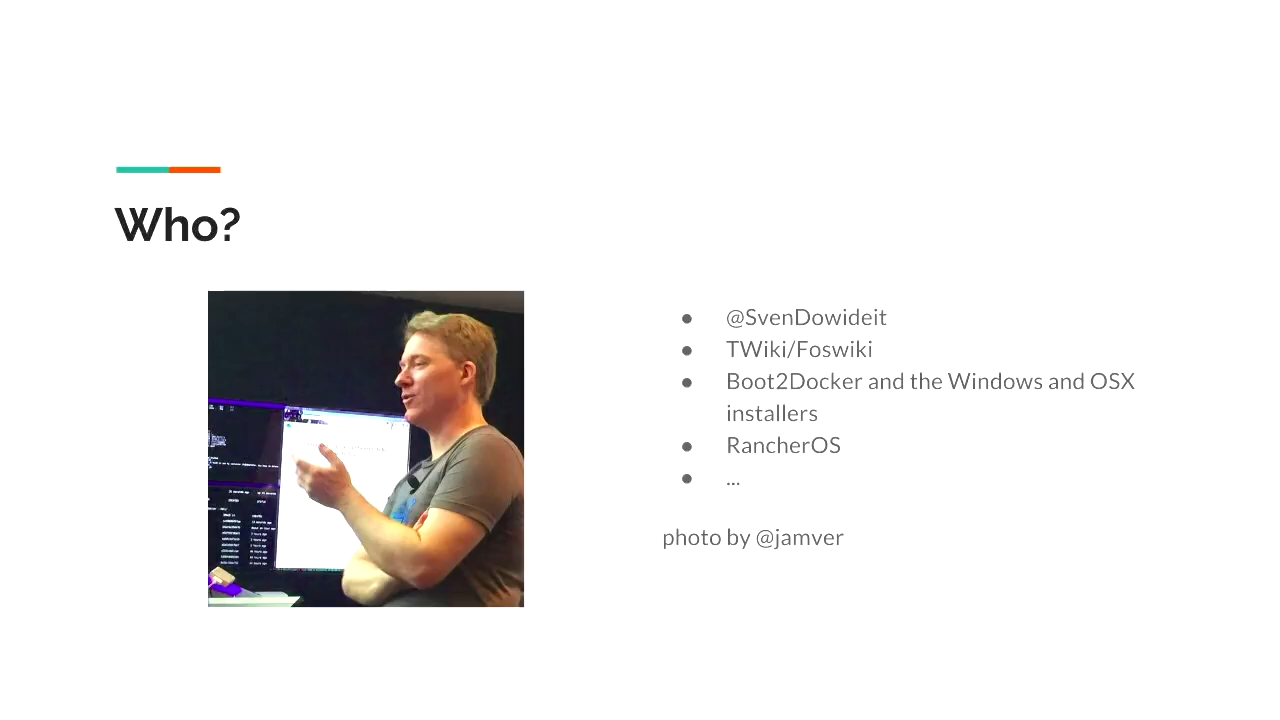 Who?
@SvenDowideit
TWiki/Foswiki
Boot2Docker and the Windows and OSX
installers
RancherOS
...
photo by @jamver